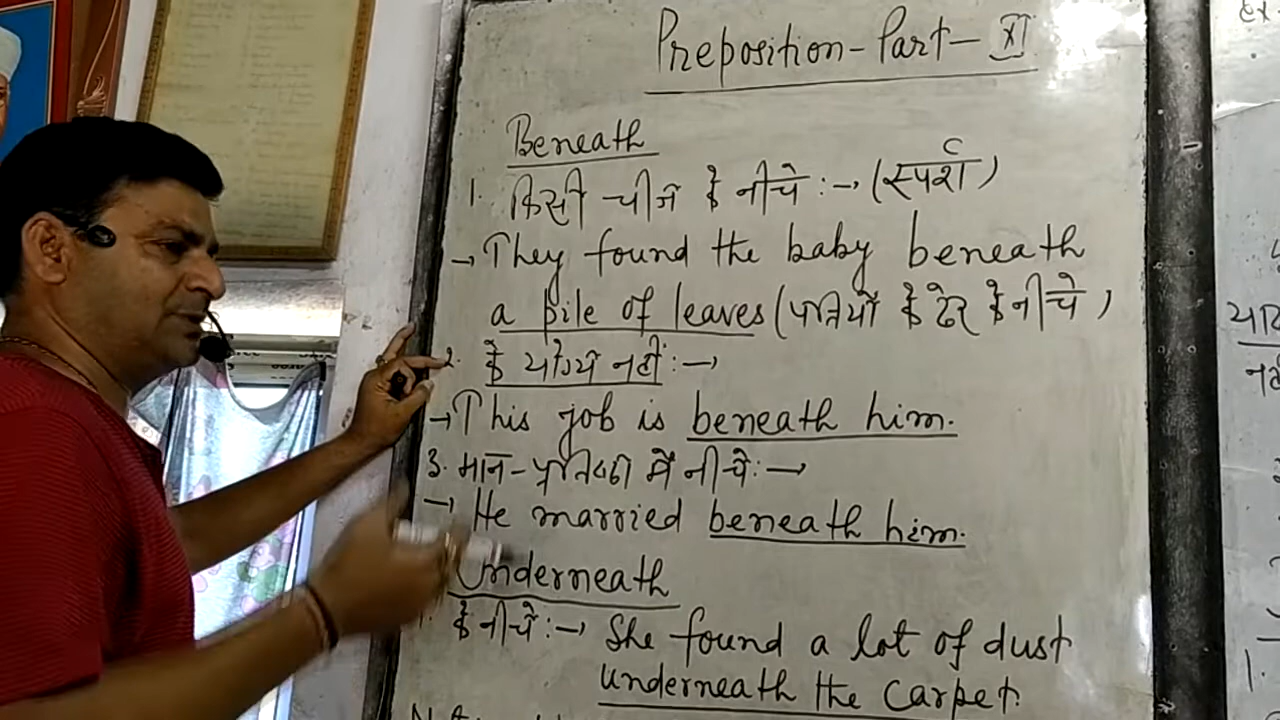 Preposition - Part - XI
Beneath
1. किसी चीज के नीचे :→ (स्पर्श)
→ They found the baby beneath
a pile of leaves (पत्तियों के ढेर के नीचे)
2. के योग्य नहीं :→
→ This job is beneath him.
3. मान-प्रतिष्ठा में नीचे :→
→ He married beneath him.
Underneath
1. के नीचे :→ She found a lot of dust
underneath the carpet.